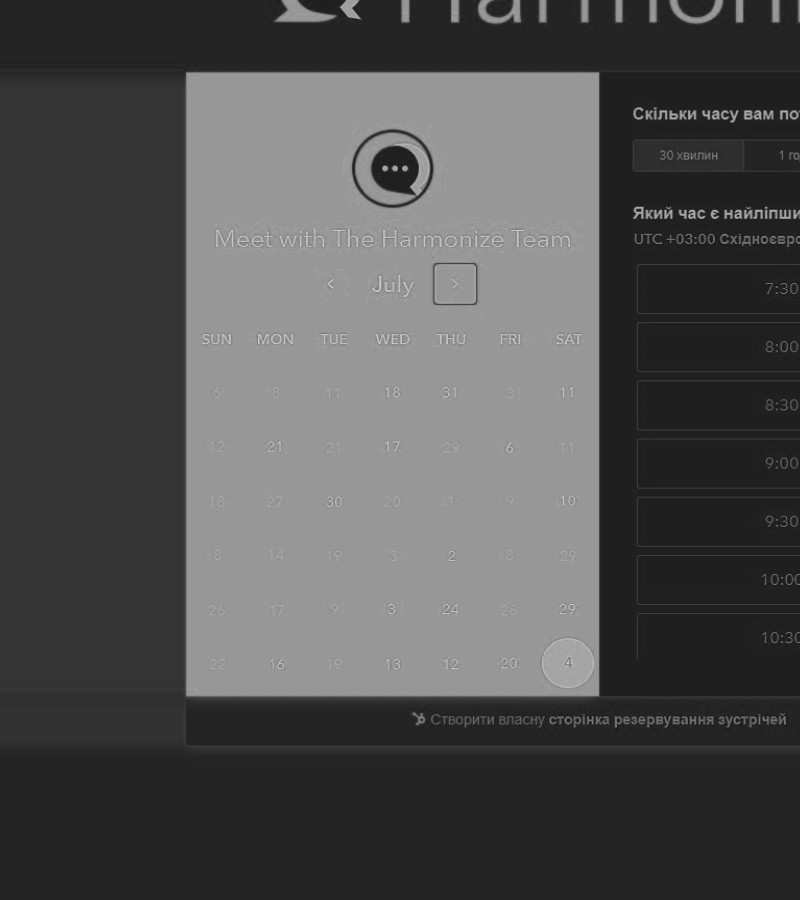 Harmoni
Meet with The Harmonize Team
July
SUN MON TUE WED THU FRI SAT
6 8 11 18 31 3 11
12 21 21 17 29 6 11
18 27 30 20 9 10
8 14 19 3 2 8 29
26 17 9 3 24 28 29
22 16 19 13 12 20 4
Скільки часу вам по
30 хвилин 1 го
Який час є найліпши
UTC +03:00 Східноєвро
7:30
8:00
8:30
9:00
9:30
10:00
10:30
Створити власну сторінка резервування зустрічей